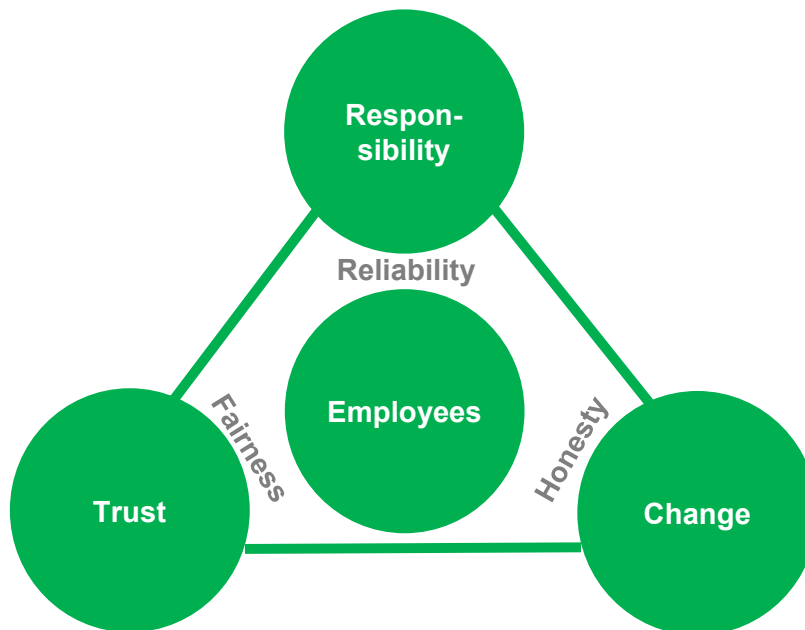 Respon-
sibility
Reliability
Employees
Fairness
Honesty
Trust
Change